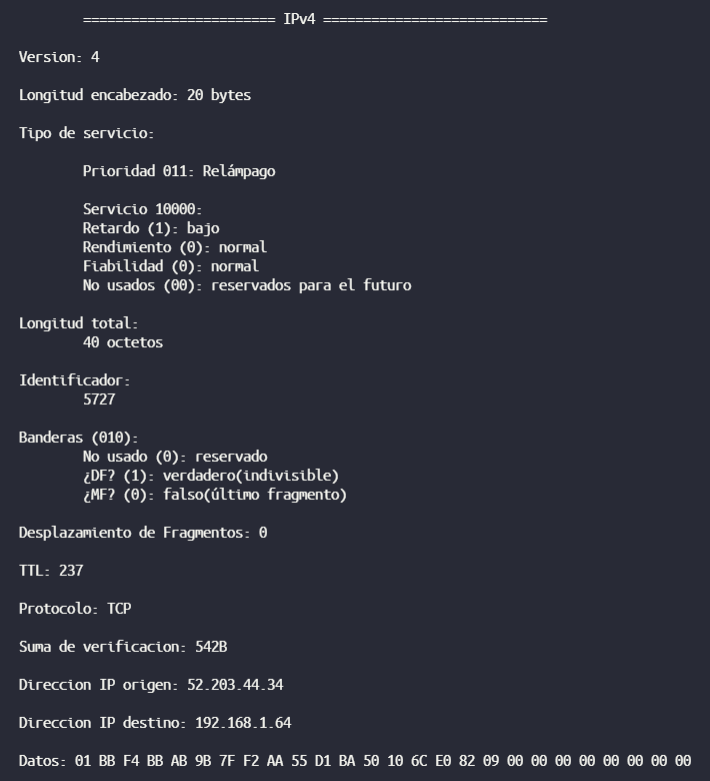 ======================== IPv4 ============================
Version: 4
Longitud encabezado: 20 bytes
Tipo de servicio:
Prioridad 011: Relámpago
Servicio 10000:
Retardo (1): bajo
Rendimiento (0): normal
Fiabilidad (0): normal
No usados (00): reservados para el futuro
Longitud total:
40 octetos
Identificador:
5727
Banderas (010):
No usado (0): reservado
¿DF? (1): verdadero(indivisible)
¿MF? (0): falso(último fragmento)
Desplazamiento de Fragmentos: 0
TTL: 237
Protocolo: TCP
Suma de verificacion: 542B
Direccion IP origen: 52.203.44.34
Direccion IP destino: 192.168.1.64
Datos: 01 BB F4 BB AB 9B 7F F2 AA 55 D1 BA 50 10 6C E0 82 09 00 00 00 00 00 00 00 00